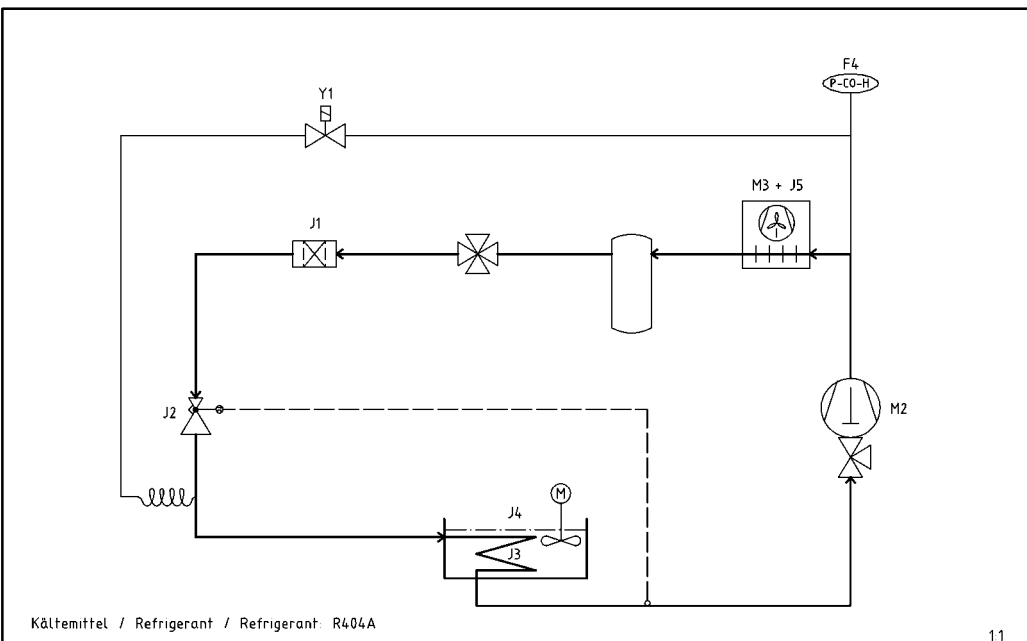 F4
P-CO-H
Y1
M3 + J5
J1
J2
M2
M
J4
J3
Kältemittel / Refrigerant / Refrigerant: R404A
1:1